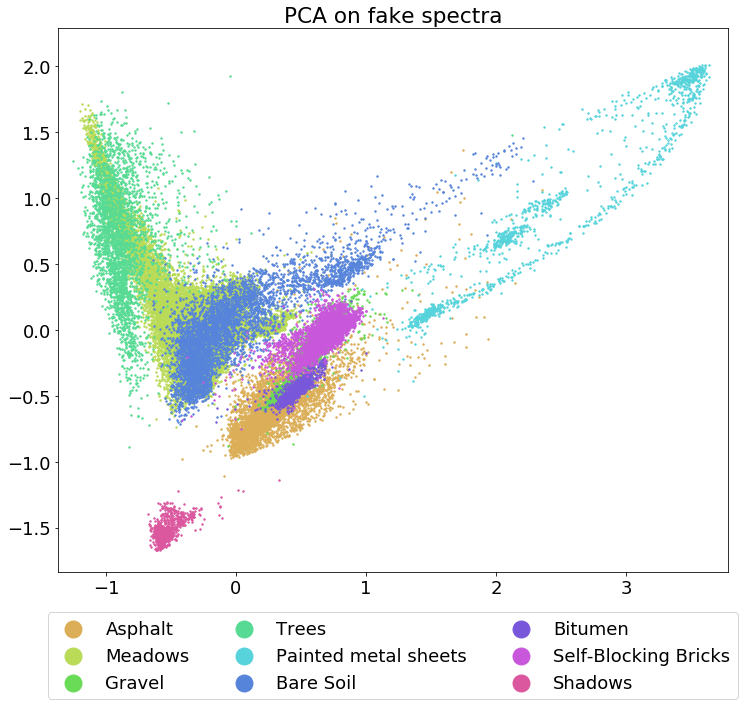 PCA on fake spectra
2.0
1.5
1.0
0.5
0.0
−0.5
−1.0
−1.5
−1 0 1 2 3
Asphalt Trees Bitumen
Meadows Painted metal sheets Self-Blocking Bricks
Gravel Bare Soil Shadows